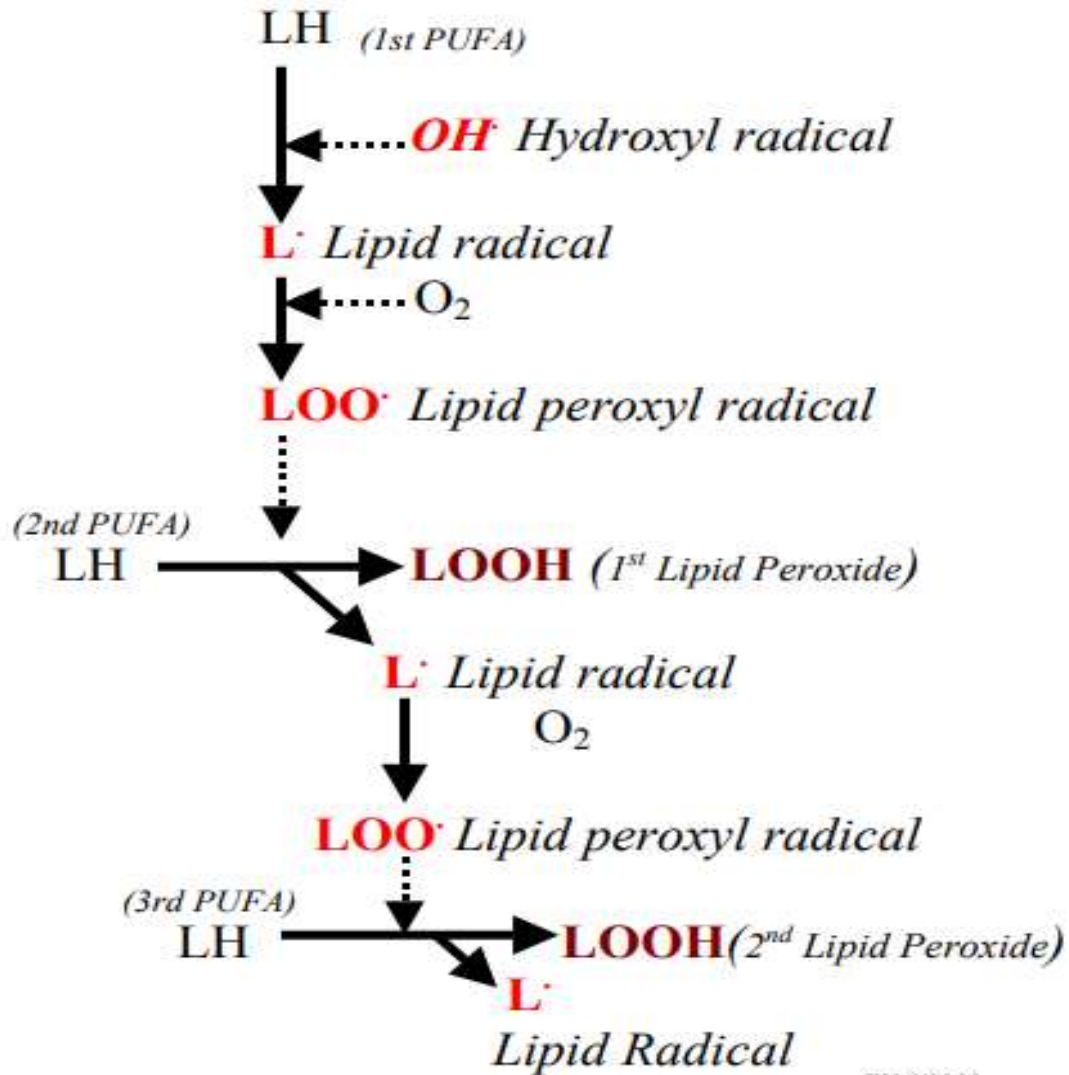 LH (1st PUFA)
OH· Hydroxyl radical
L· Lipid radical
O₂
LOO· Lipid peroxyl radical
(2nd PUFA)
LH LOOH (1st Lipid Peroxide)
L· Lipid radical
O₂
LOO· Lipid peroxyl radical
(3rd PUFA)
LH LOOH(2nd Lipid Peroxide)
L·
Lipid Radical